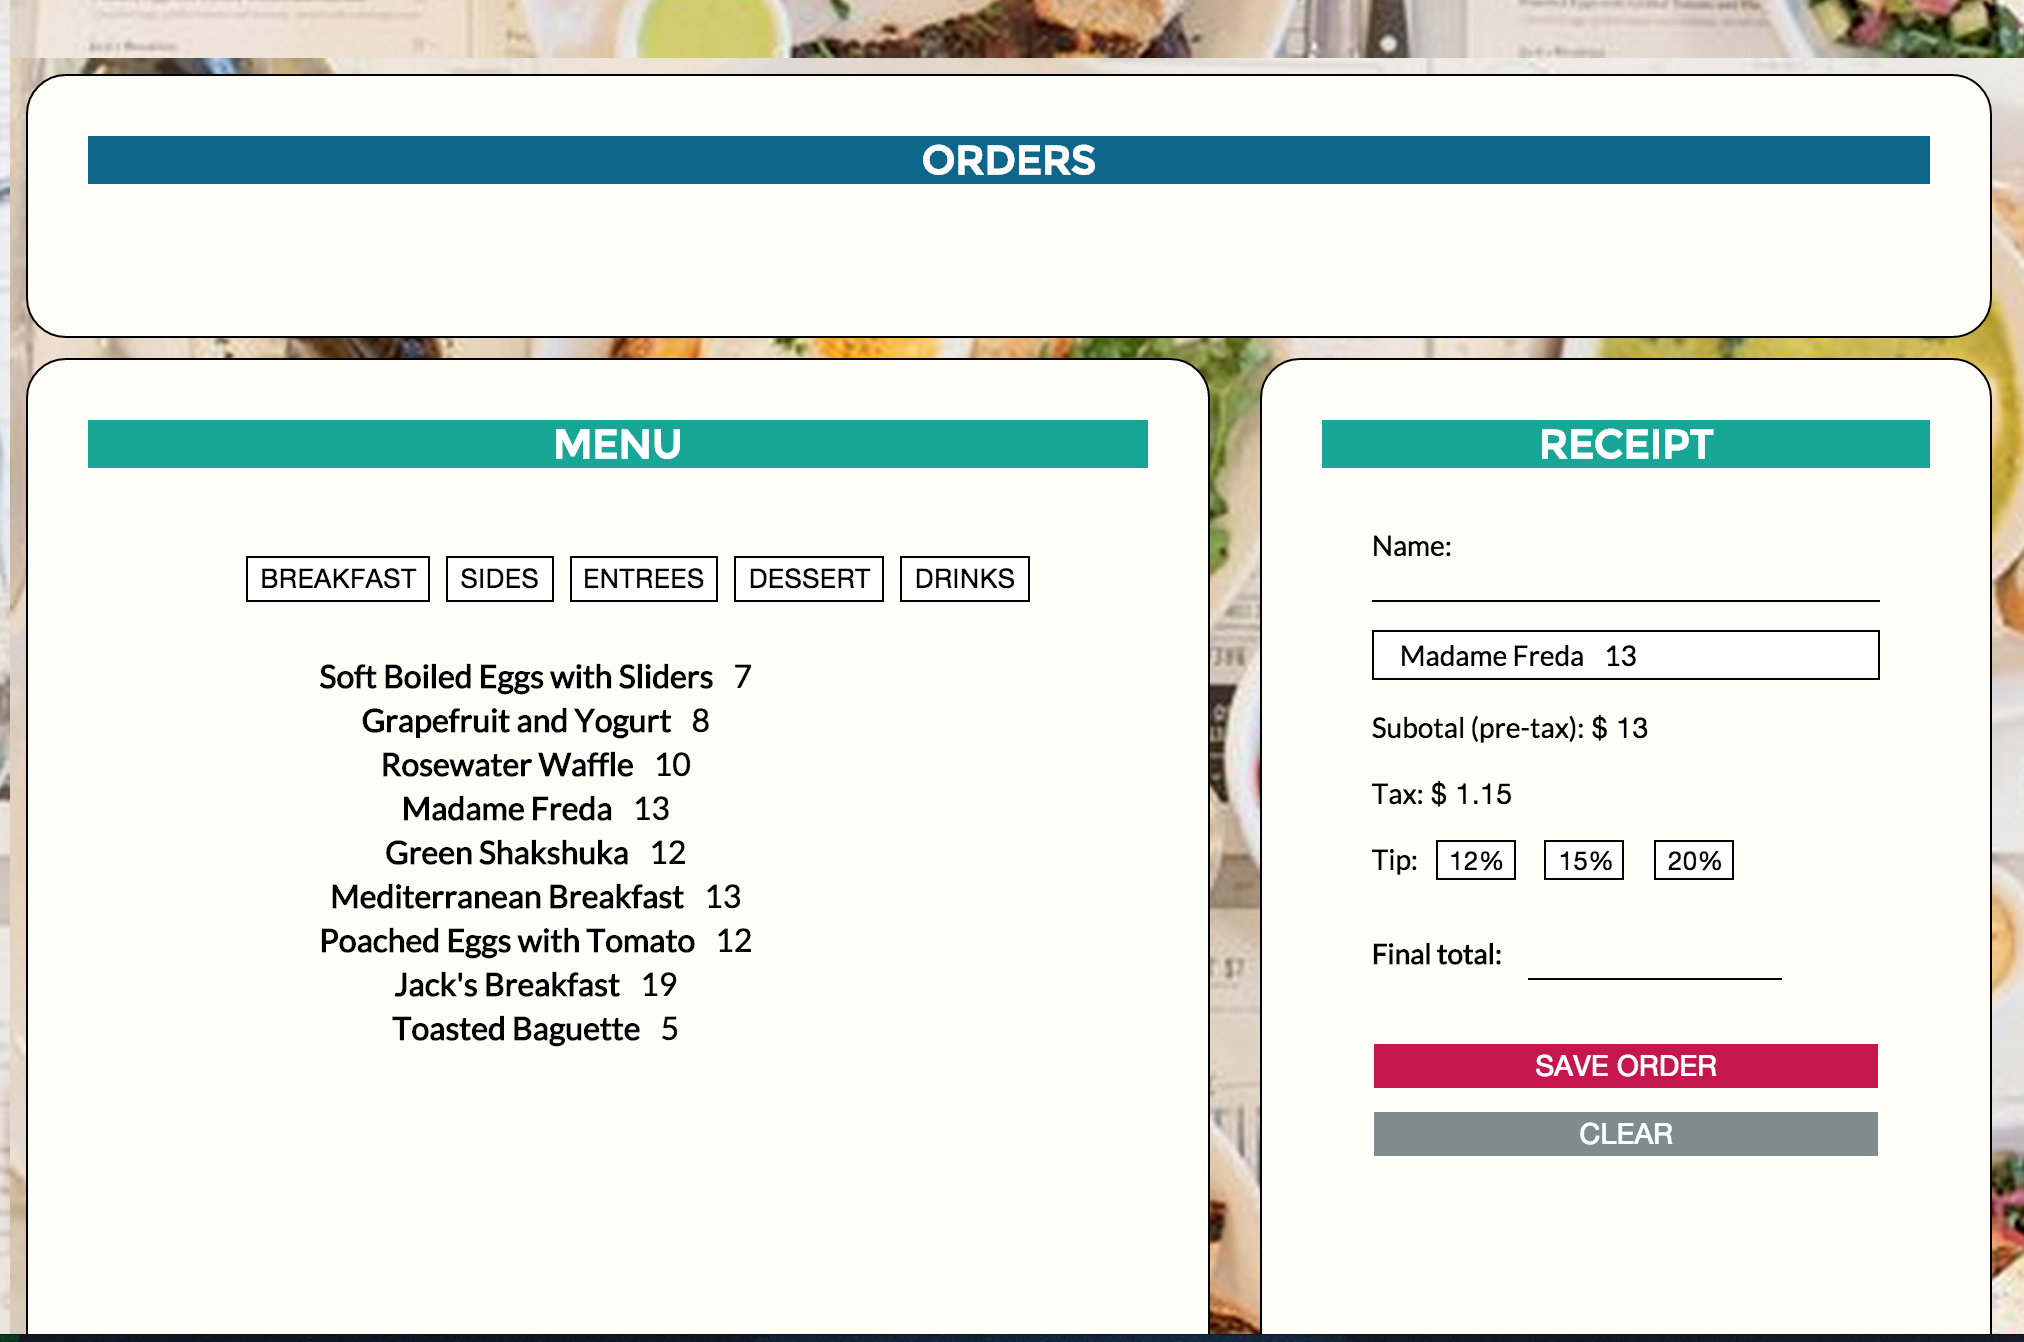 ORDERS
MENU
BREAKFAST SIDES ENTREES DESSERT DRINKS
Soft Boiled Eggs with Sliders 7
Grapefruit and Yogurt 8
Rosewater Waffle 10
Madame Freda 13
Green Shakshuka 12
Mediterranean Breakfast 13
Poached Eggs with Tomato 12
Jack's Breakfast 19
Toasted Baguette 5
RECEIPT
Name:
Madame Freda 13
Subotal (pre-tax): $ 13
Tax: $ 1.15
Tip: 12% 15% 20%
Final total:
SAVE ORDER
CLEAR